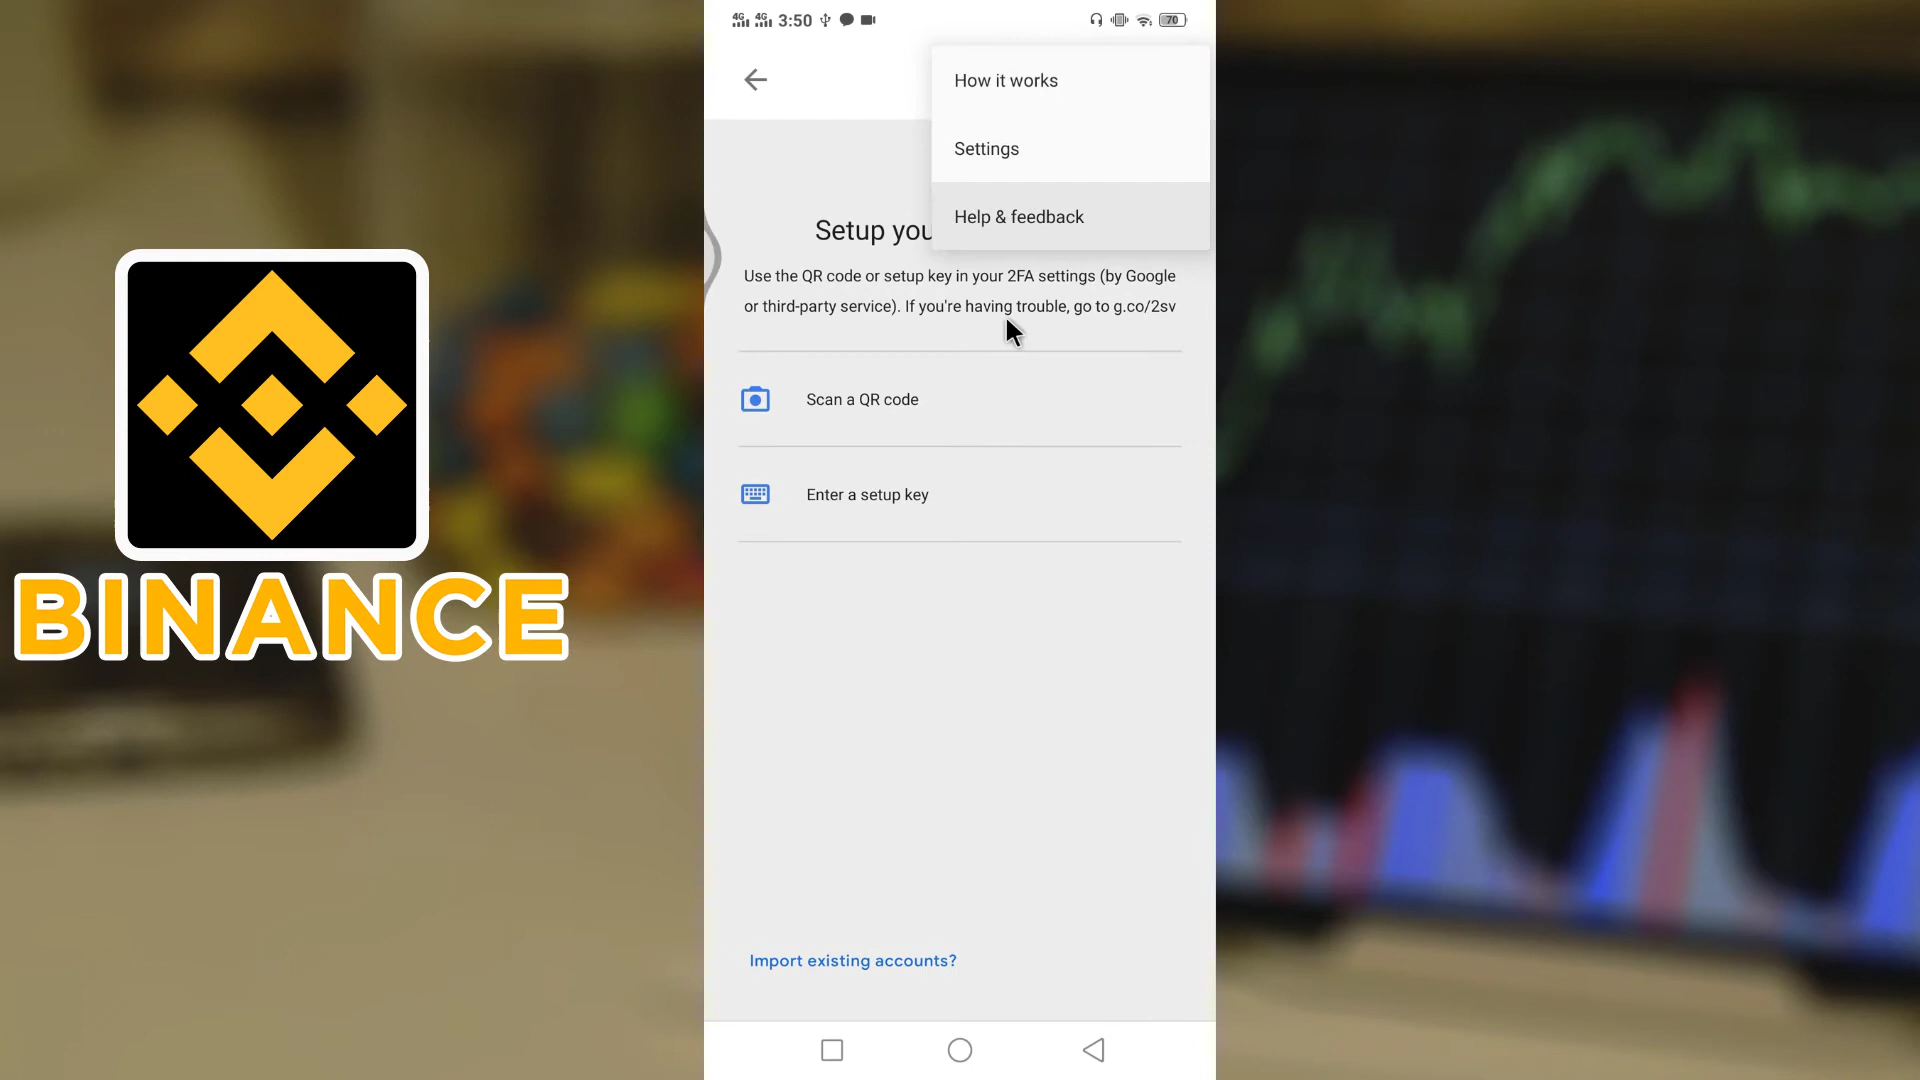 4G 4G 3:50 70
How it works
Settings
Help & feedback
Setup you
Use the QR code or setup key in your 2FA settings (by Google
or third-party service). If you're having trouble, go to g.co/2sv
Scan a QR code
Enter a setup key
Import existing accounts?
BINANCE